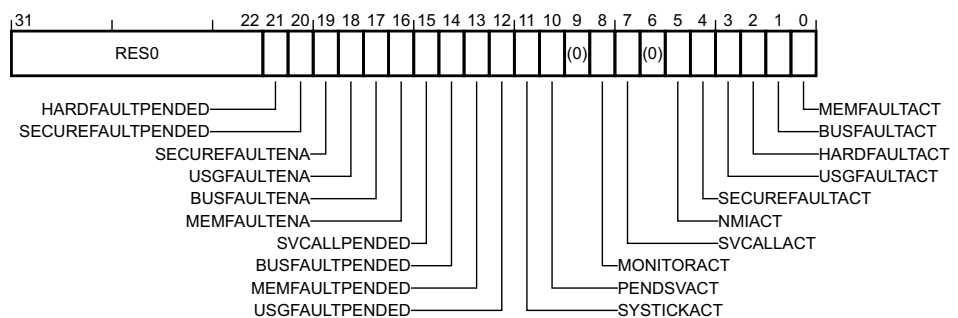 31 22 21 20 19 18 17 16 15 14 13 12 11 10 9 8 7 6 5 4 3 2 1 0
RES0 (0) (0)
HARDFAULTPENDED MEMFAULTACT
SECUREFAULTPENDED BUSFAULTACT
SECUREFAULTENA HARDFAULTACT
USGFAULTENA USGFAULTACT
BUSFAULTENA SECUREFAULTACT
MEMFAULTENA NMIACT
SVCALLPENDED SVCALLACT
BUSFAULTPENDED MONITORACT
MEMFAULTPENDED PENDSVACT
USGFAULTPENDED SYSTICKACT